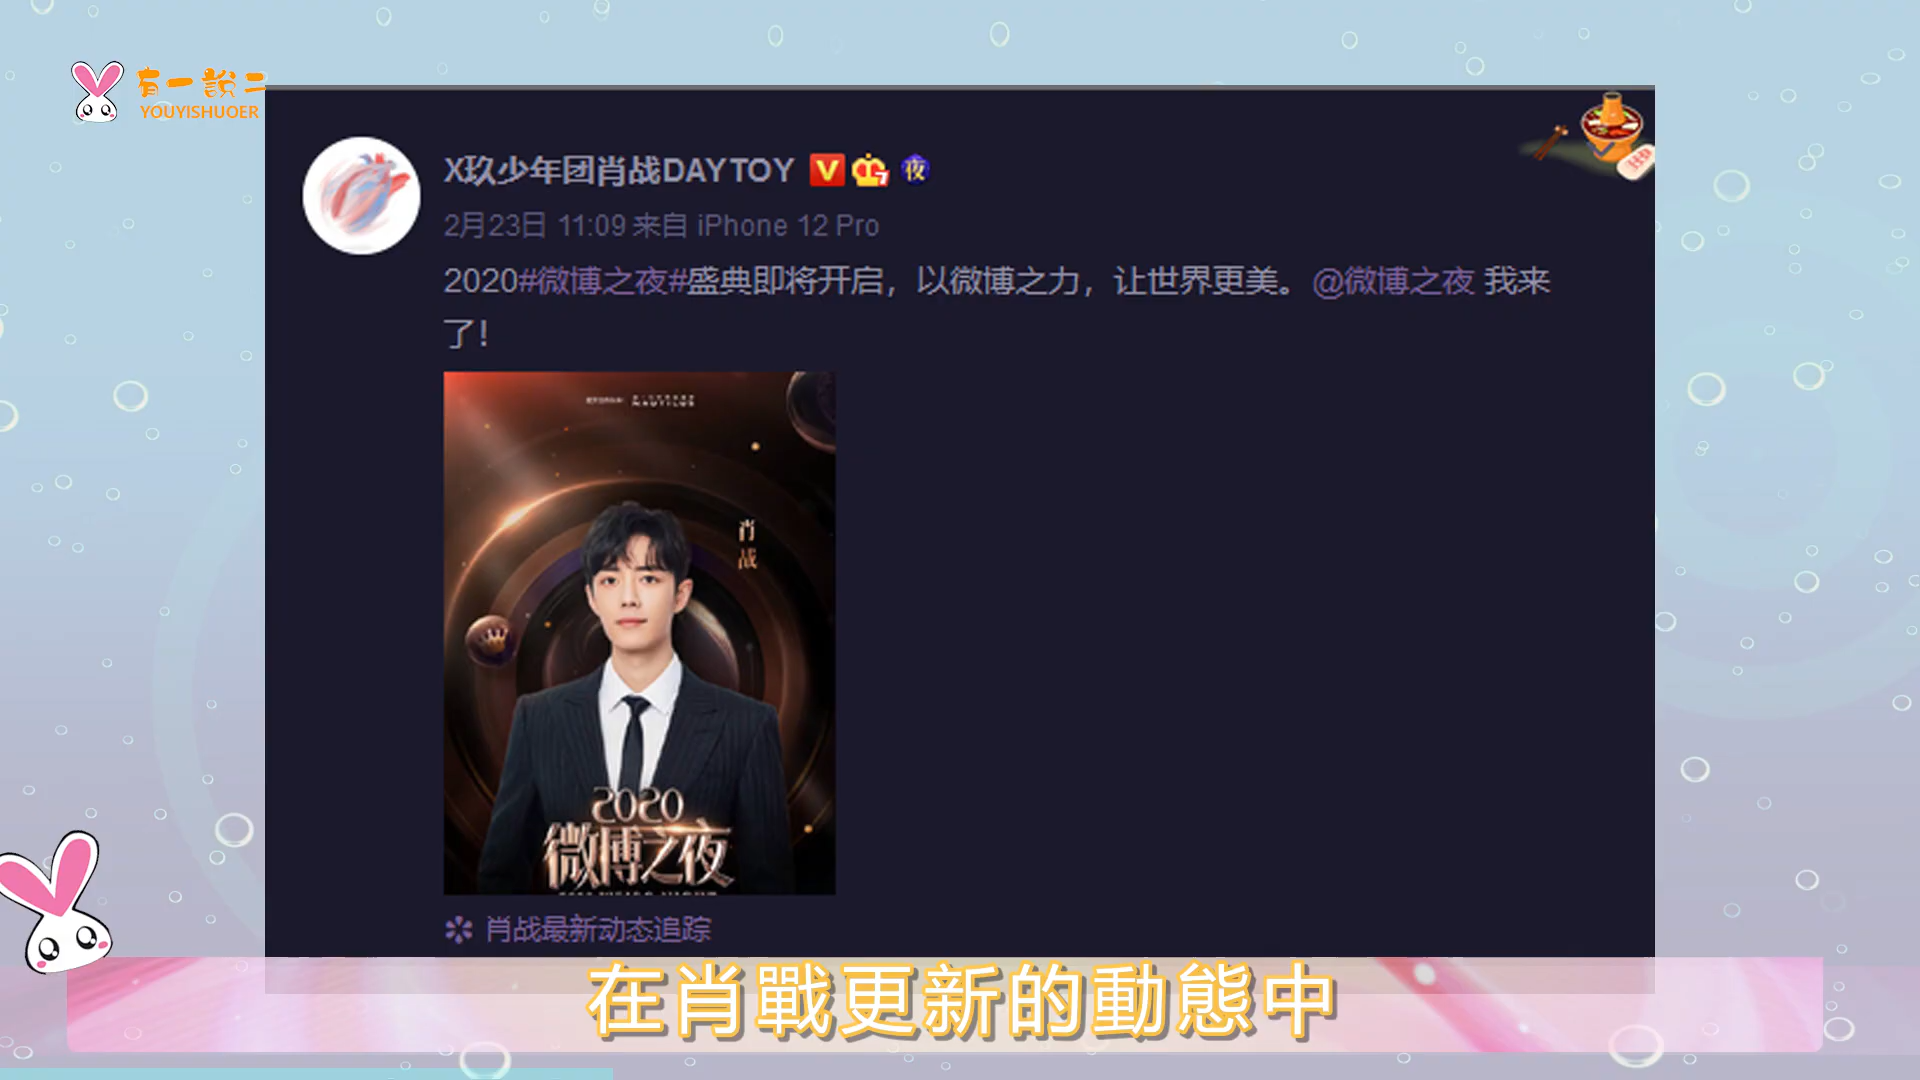 有一說二
YOUYISHUOER
X玖少年团肖战DAYTOY V 夜
2月23日 11:09 来自 iPhone 12 Pro
2020#微博之夜#盛典即将开启，以微博之力，让世界更美。@微博之夜 我来
了！
NAUTILUS
肖战
2020
微博之夜
肖战最新动态追踪
在肖戰更新的動態中